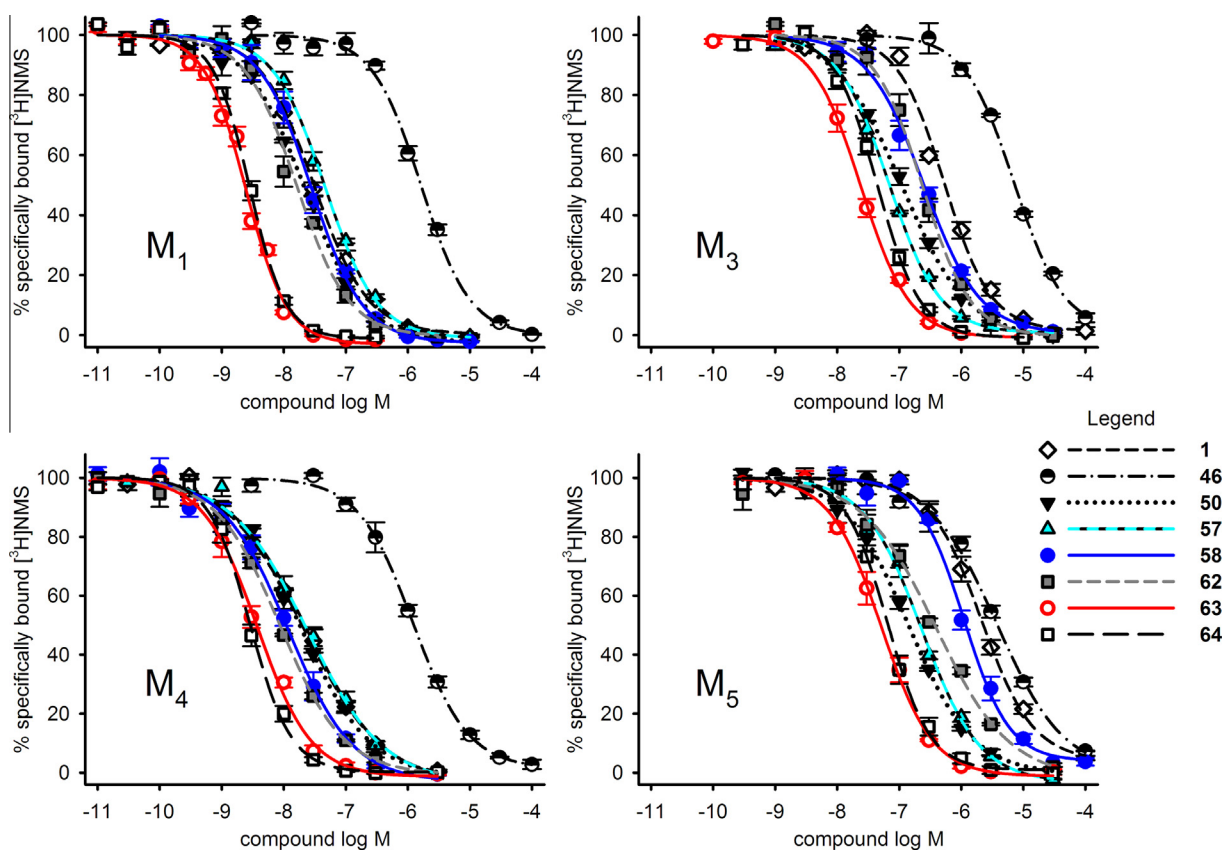 % specifically bound [³H]NMS
100
80
60
40
20
0
M₁
-11 -10 -9 -8 -7 -6 -5 -4
compound log M
% specifically bound [³H]NMS
100
80
60
40
20
0
M₃
-11 -10 -9 -8 -7 -6 -5 -4
compound log M
% specifically bound [³H]NMS
100
80
60
40
20
0
M₄
-11 -10 -9 -8 -7 -6 -5 -4
compound log M
% specifically bound [³H]NMS
100
80
60
40
20
0
M₅
-11 -10 -9 -8 -7 -6 -5 -4
compound log M
Legend
1
46
50
57
58
62
63
64